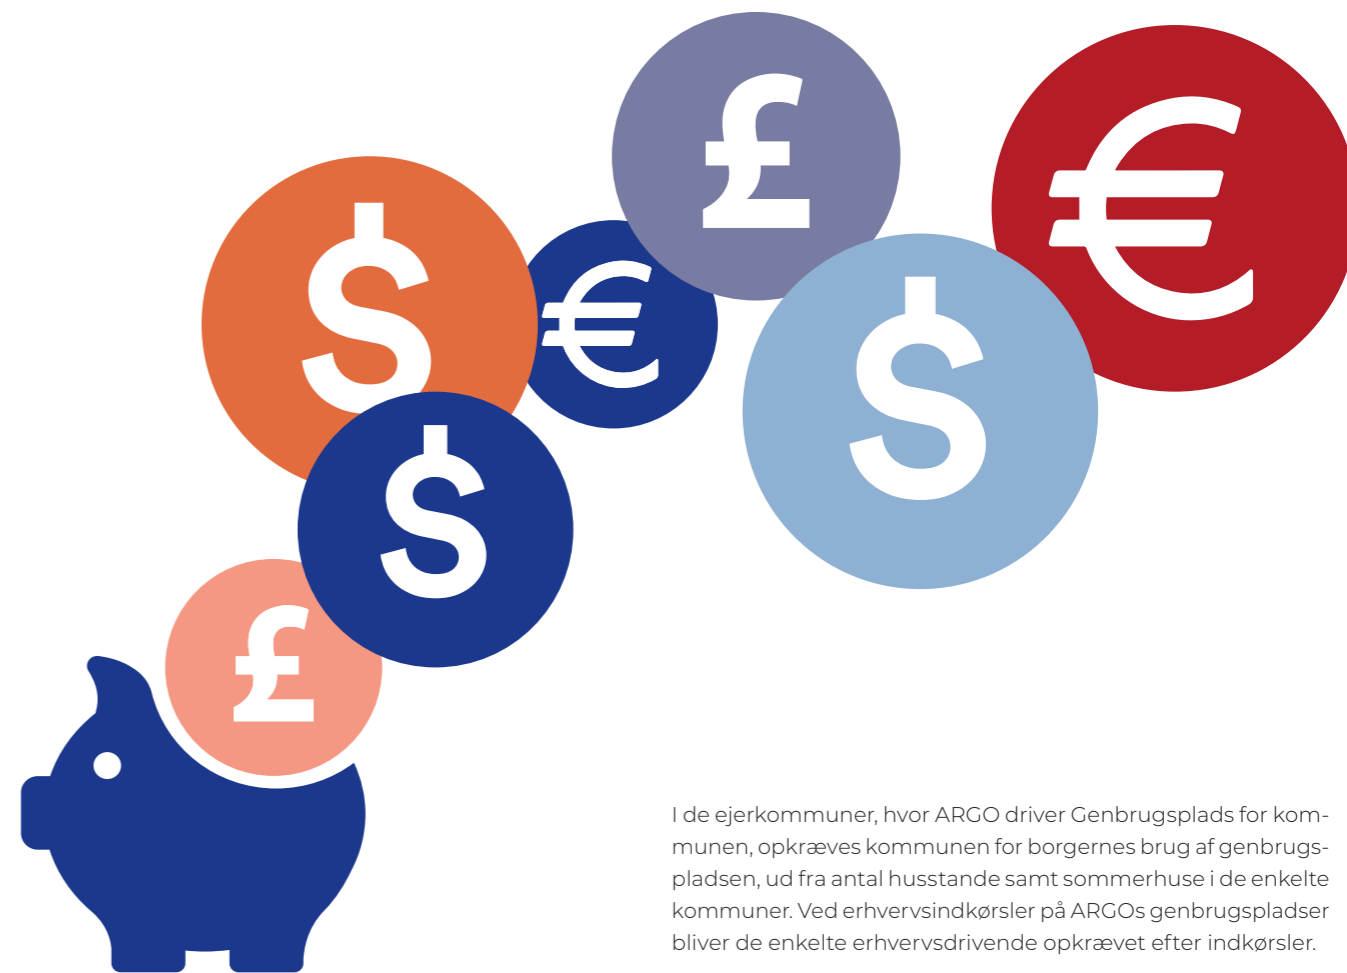 £
€
$
€
$
$
£
I de ejerkommuner, hvor ARGO driver Genbrugsplads for kom-
munen, opkræves kommunen for borgernes brug af genbrugs-
pladsen, ud fra antal husstande samt sommerhuse i de enkelte
kommuner. Ved erhvervsindkørsler på ARGOs genbrugspladser
bliver de enkelte erhvervsdrivende opkrævet efter indkørsler.